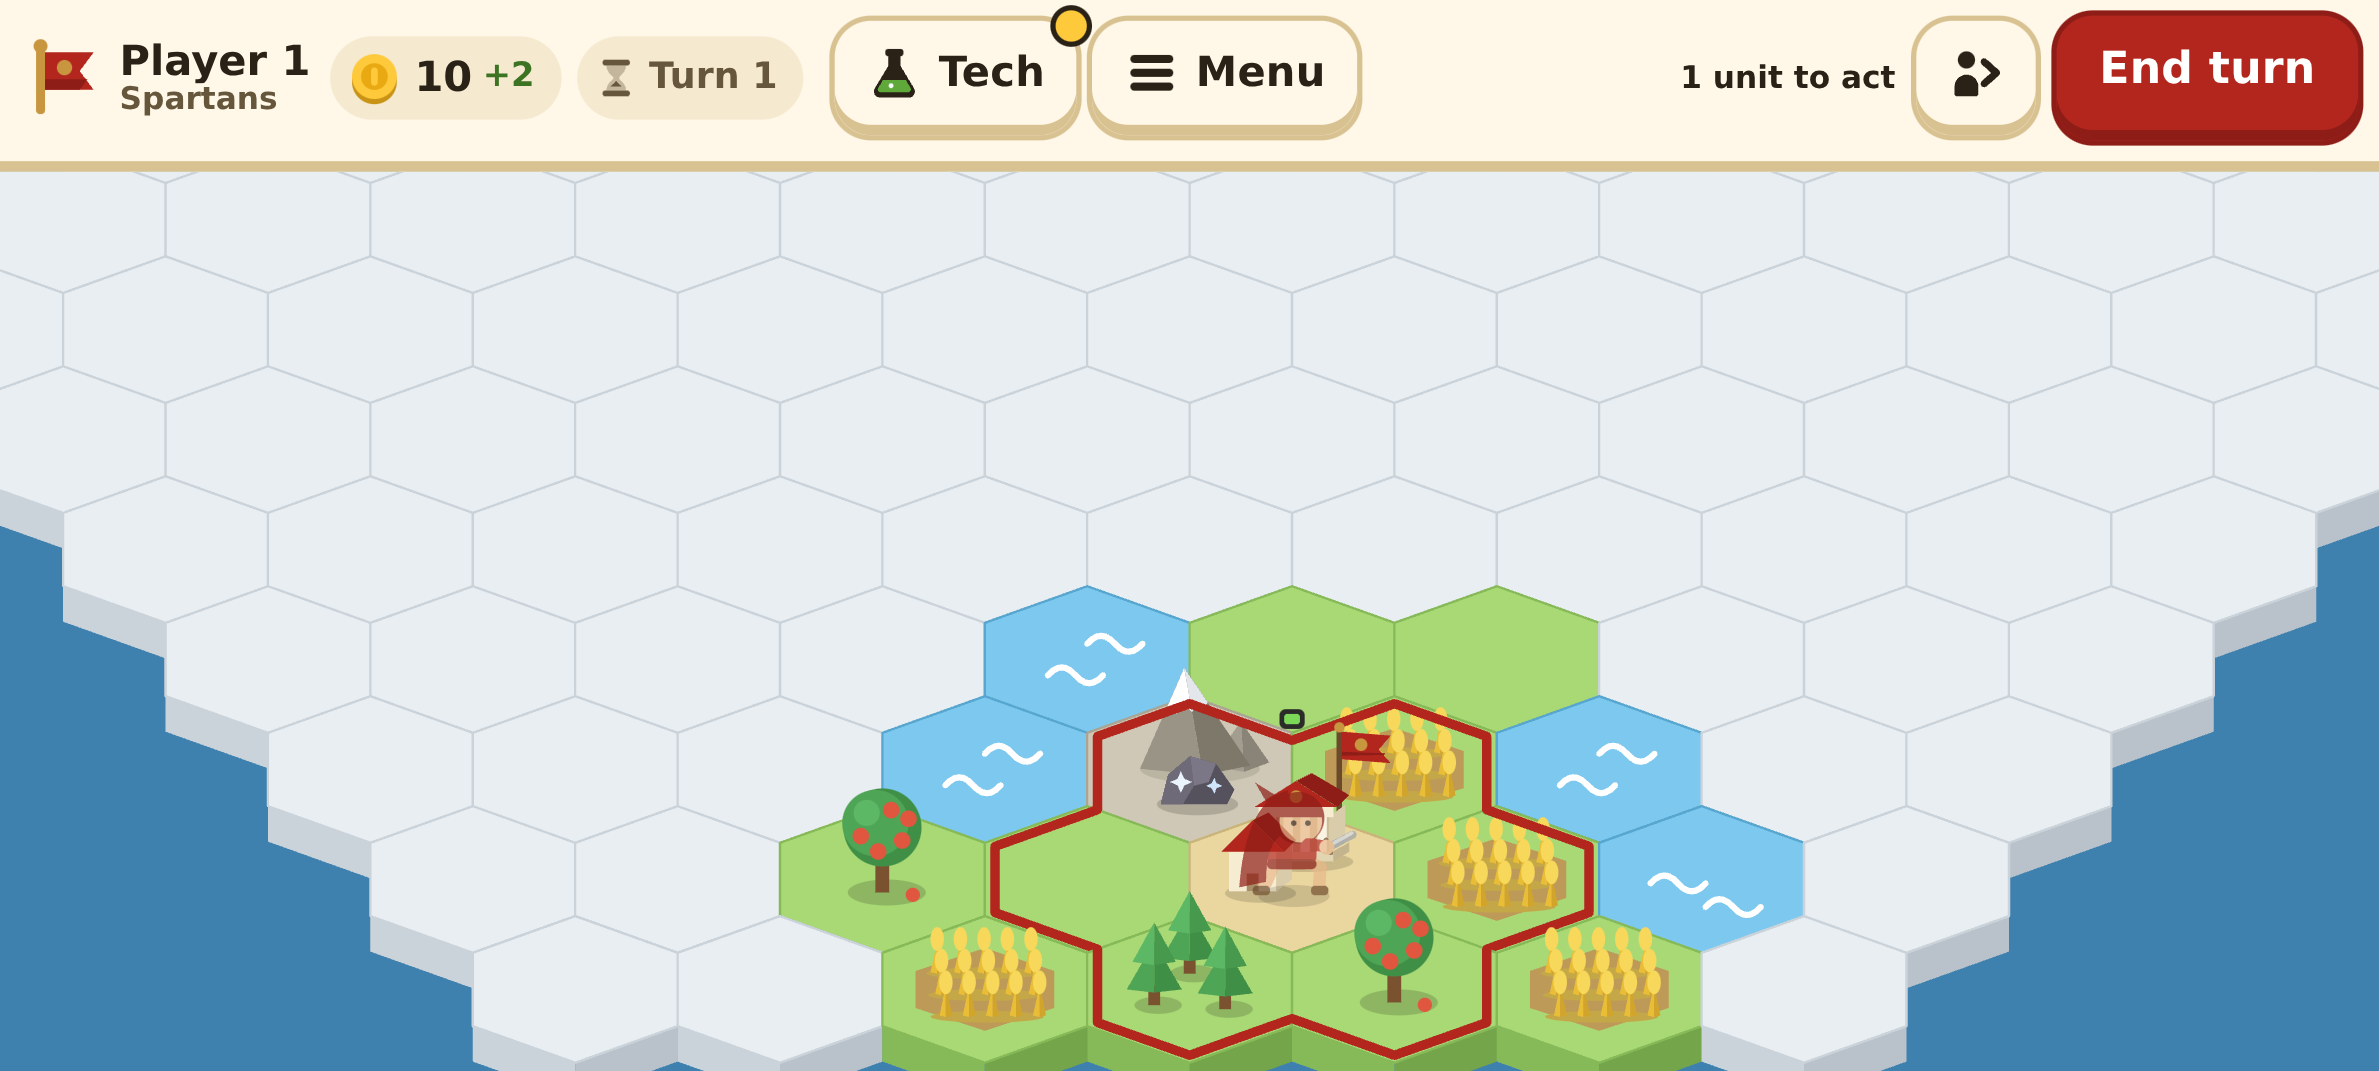 Player 1
Spartans
10 +2
Turn 1
Tech
Menu
1 unit to act
End turn